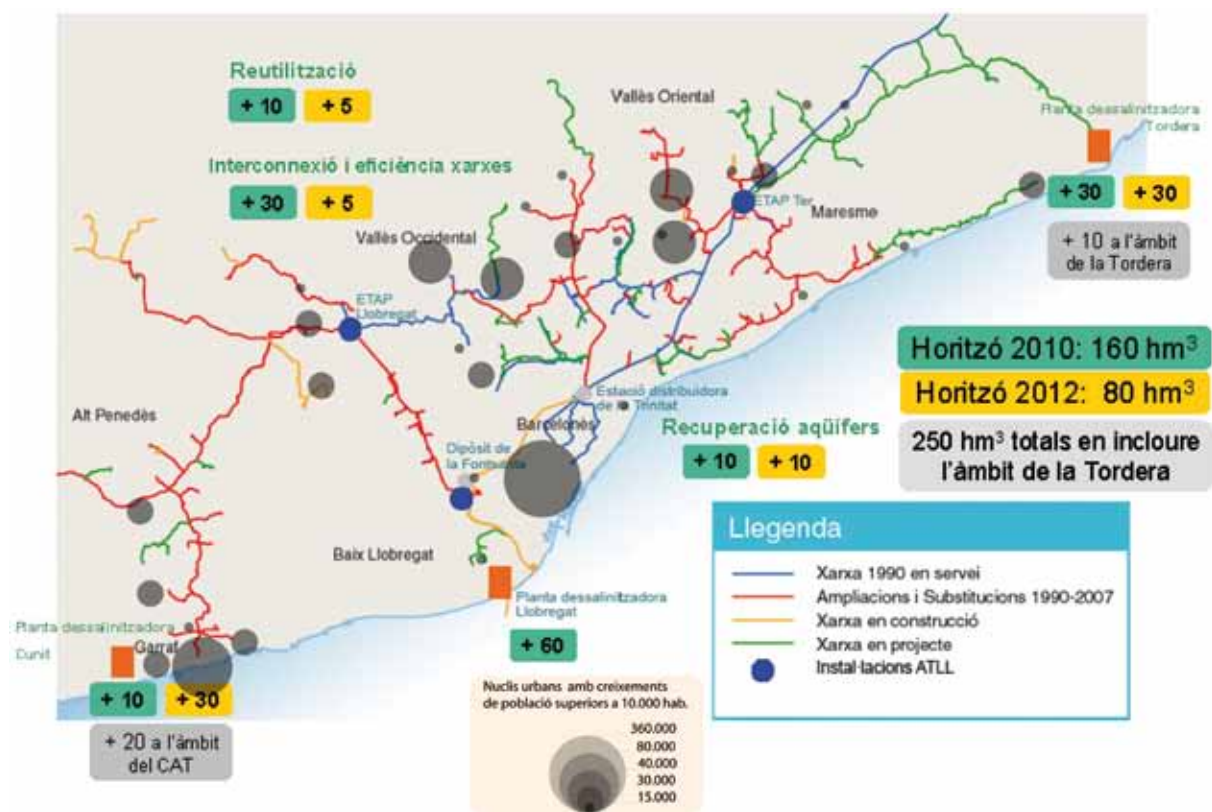 Reutilització
+ 10
+ 5
Interconnexió i eficiència xarxes
+ 30
+ 5
Vallès Oriental
Planta dessalinitzadora
Tordera
+ 30
+ 30
+ 10 a l'àmbit
de la Tordera
ETAP Ter
Maresme
Vallès Occidental
ETAP
Llobregat
Horitzó 2010: 160 hm³
Horitzó 2012: 80 hm³
250 hm³ totals en incloure
l'àmbit de la Tordera
Alt Penedès
Estació distribuidora
de la Trinitat
Barcelonès
Recuperació aqüífers
+ 10
+ 10
Dipòsit de
la Fontsanta
Baix Llobregat
Planta dessalinitzadora
Llobregat
+ 60
Planta dessalinitzadora
Cunit
Garraf
+ 10
+ 30
+ 20 a l'àmbit
del CAT
Llegenda
Xarxa 1990 en servei
Ampliacions i Substitucions 1990-2007
Xarxa en construcció
Xarxa en projecte
Instal·lacions ATLL
Nuclis urbans amb creixements
de població superiors a 10.000 hab.
360.000
80.000
40.000
30.000
15.000